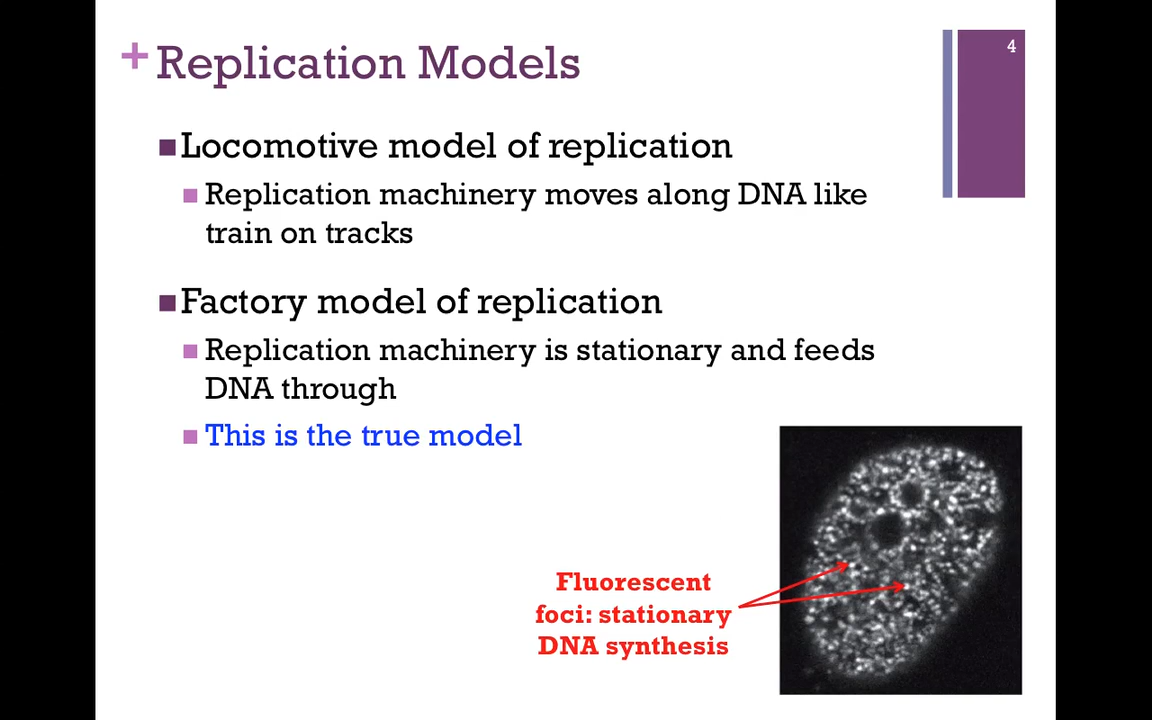 4
+ Replication Models
Locomotive model of replication
Replication machinery moves along DNA like
train on tracks
Factory model of replication
Replication machinery is stationary and feeds
DNA through
This is the true model
Fluorescent
foci: stationary
DNA synthesis